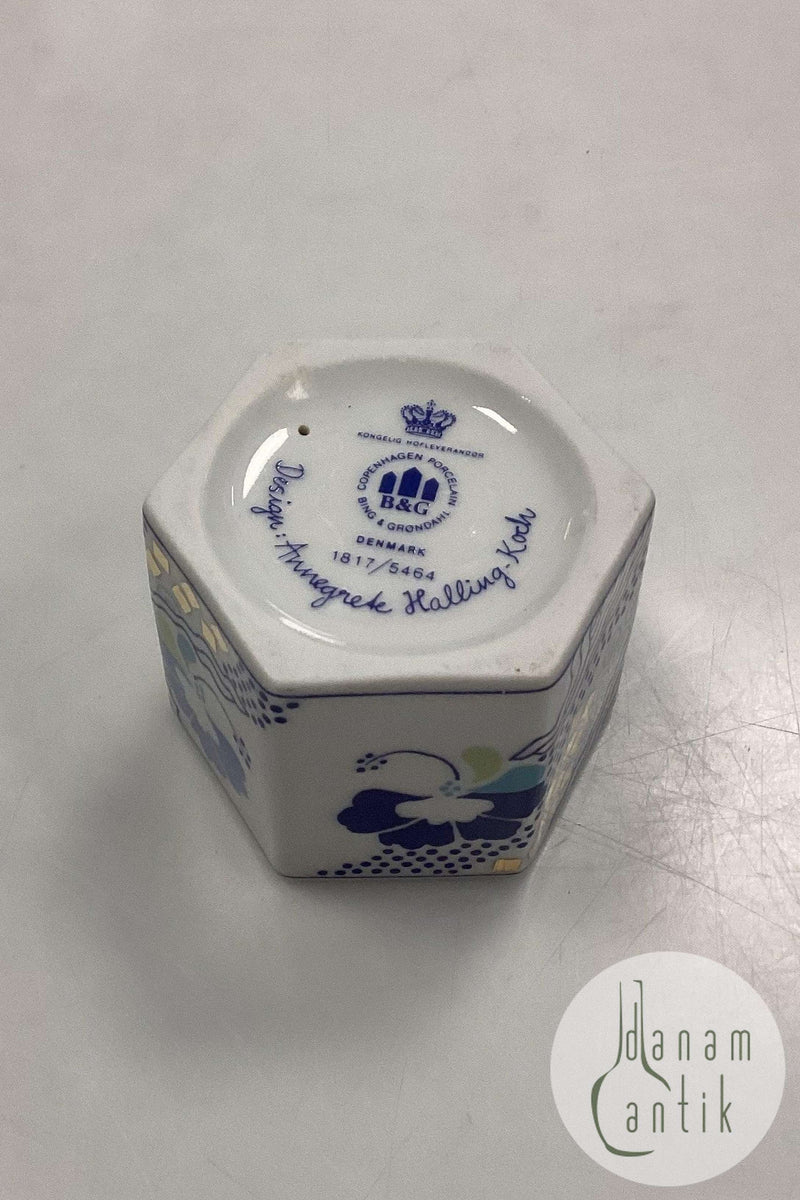 KONGELIG HOFLEVERANDØR
COPENHAGEN PORCELAIN
B&G
BING & GRØNDAHL
DENMARK
1817/5464
Design: Annegrete Halling-Koch
danam
antik